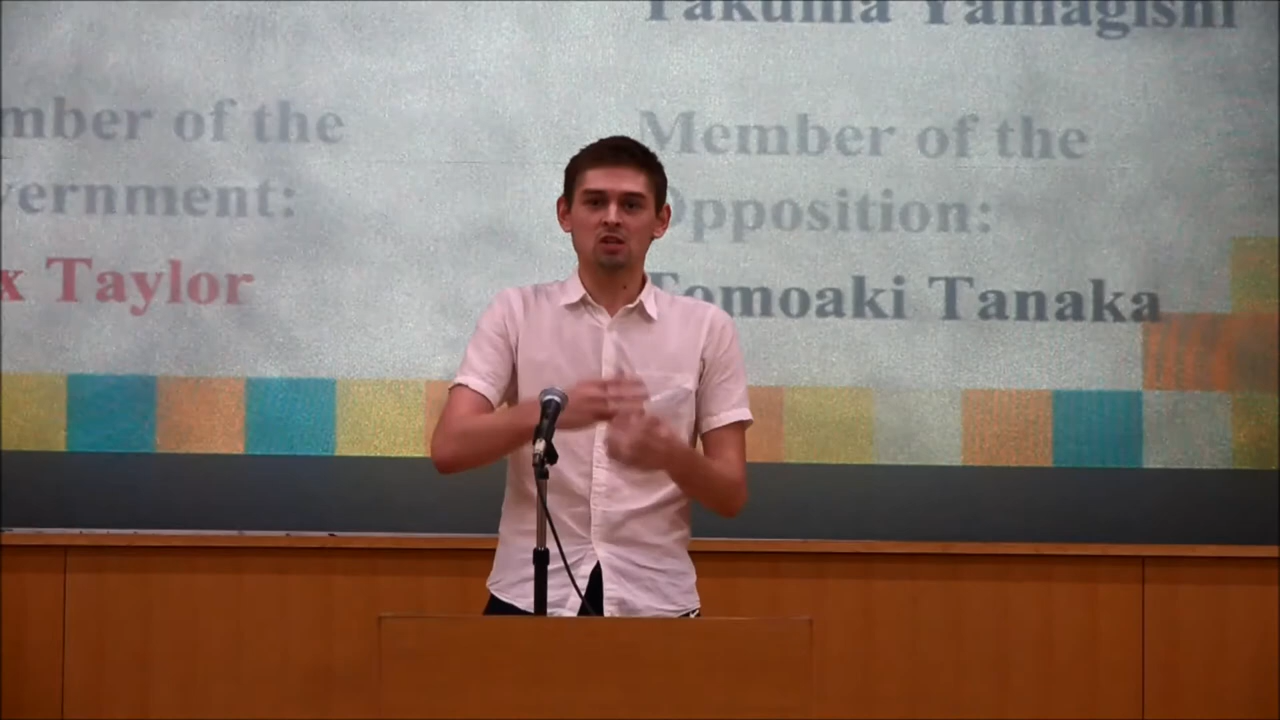 Takuma Yamagishi
mber of the
vernment:
x Taylor
Member of the
Opposition:
Tomoaki Tanaka